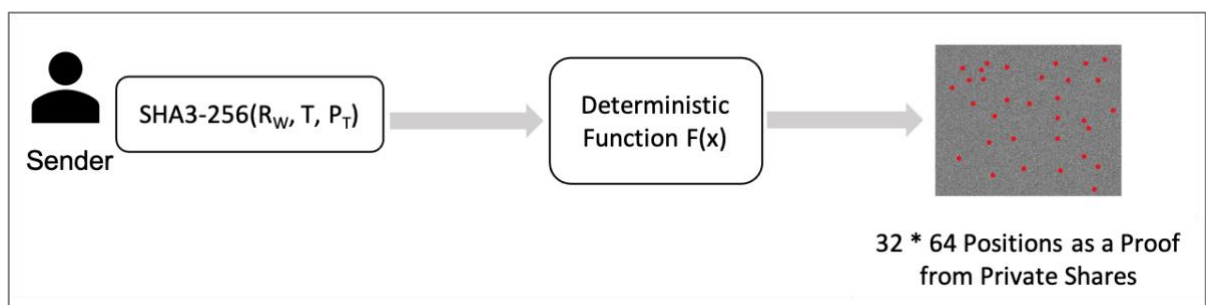 Sender
SHA3-256(R_W, T, P_T)
Deterministic
Function F(x)
32 * 64 Positions as a Proof
from Private Shares